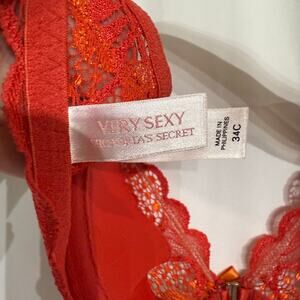 VERY SEXY
VICTORIA'S SECRET
MADE IN
PHILIPPINES
34C